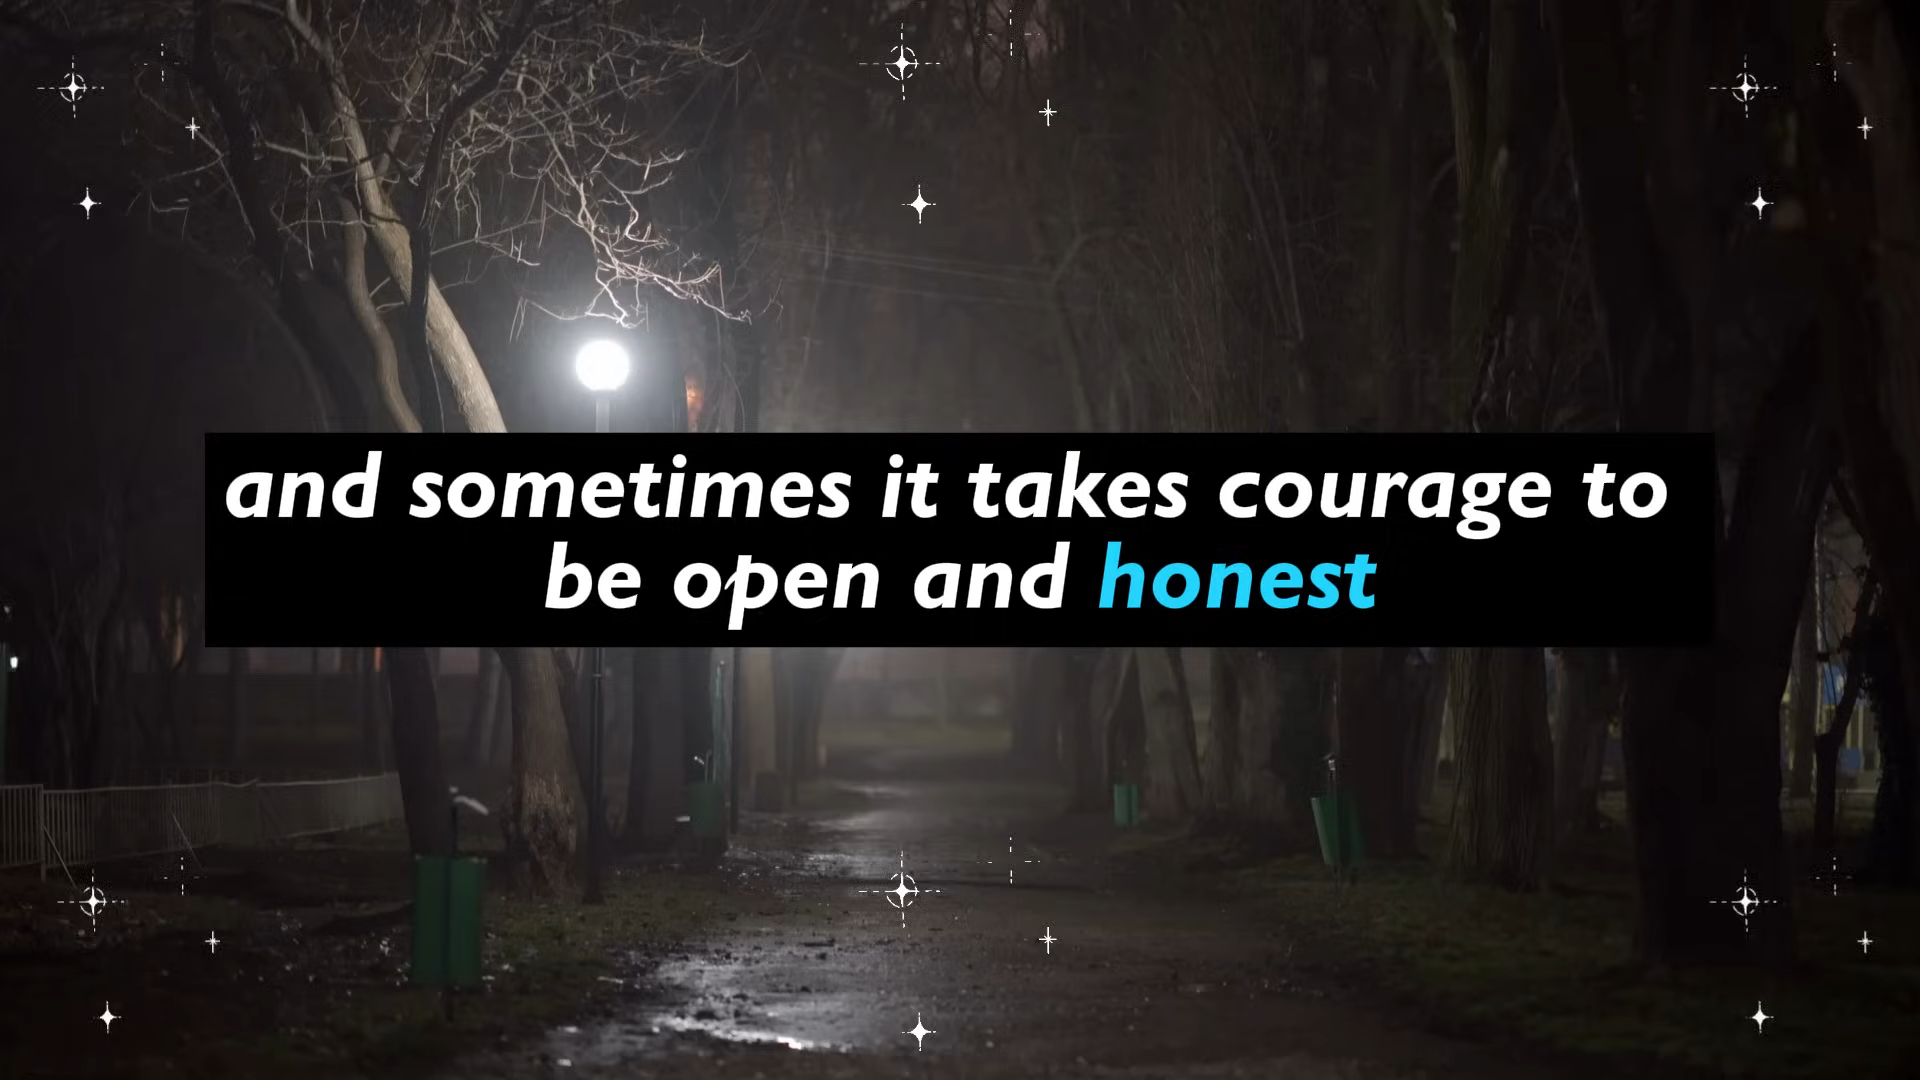 and sometimes it takes courage to
be open and honest